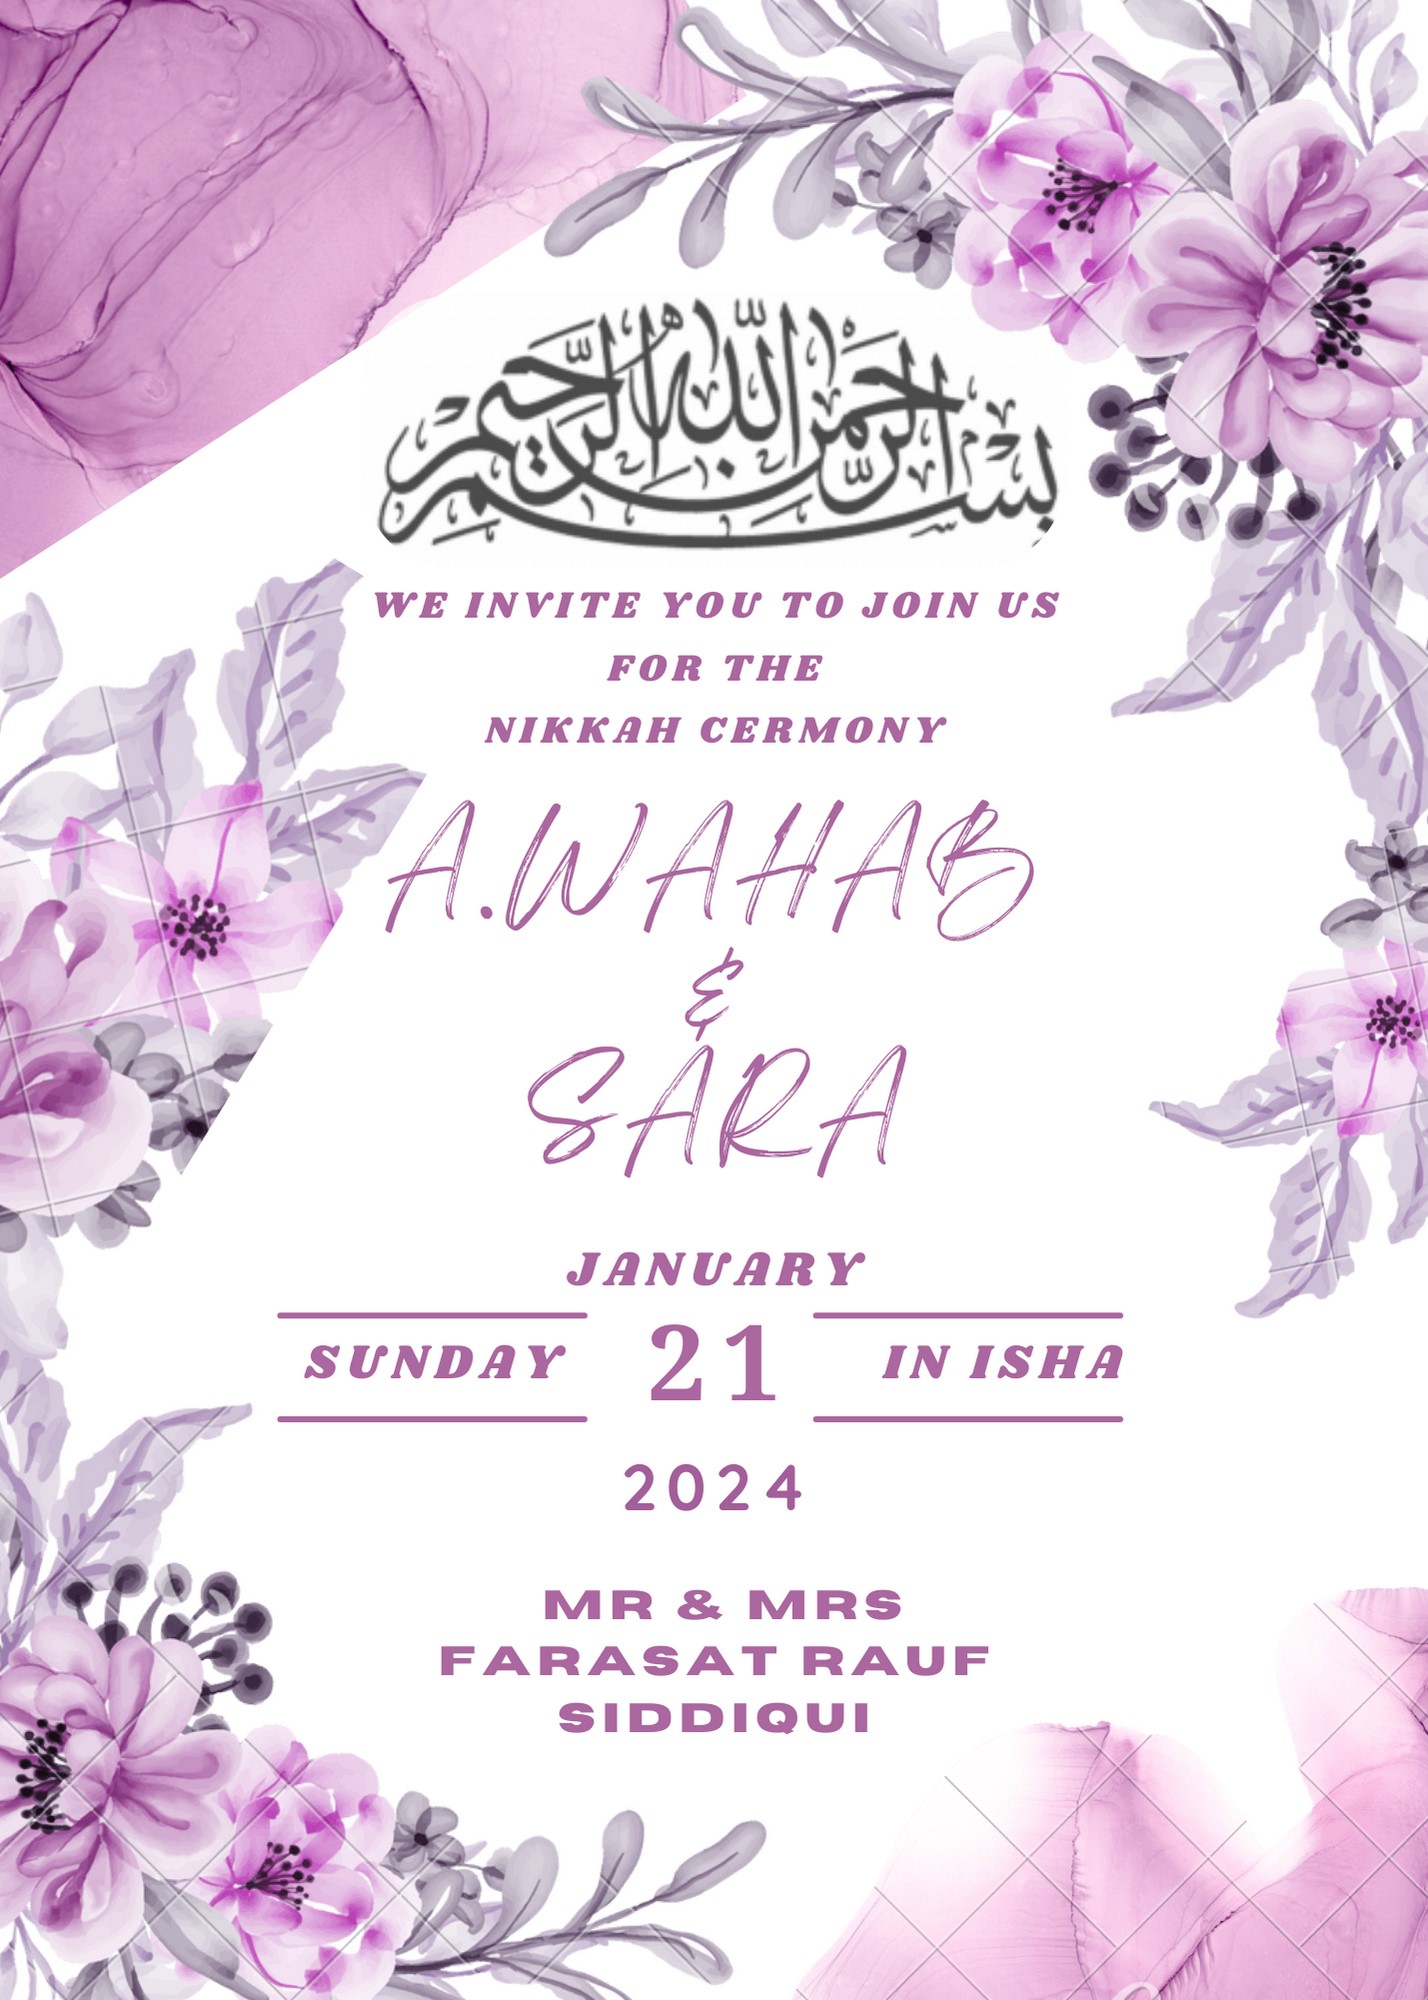 بسم الله الرحمن الرحيم
WE INVITE YOU TO JOIN US
FOR THE
NIKKAH CERMONY
A.WAHAB
&
SARA
JANUARY
SUNDAY 21 IN ISHA
2024
MR & MRS
FARASAT RAUF
SIDDIQUI